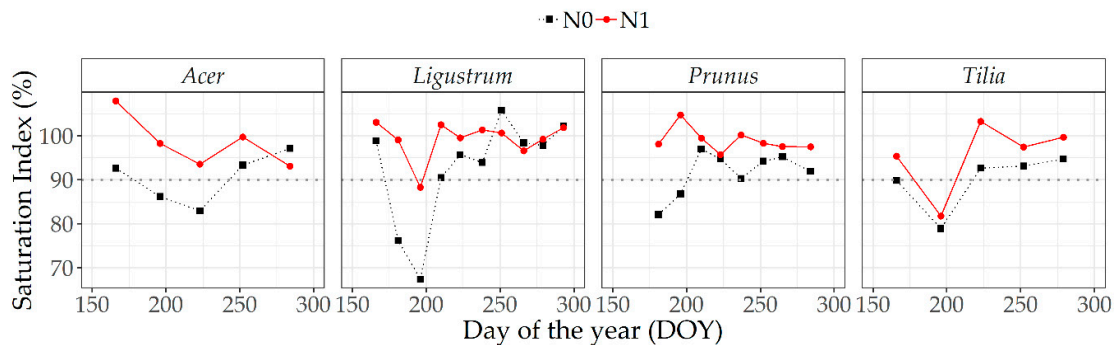 N0 N1
Acer Ligustrum Prunus Tilia
Saturation Index (%)
100
90
80
70
150 200 250 300 150 200 250 300 150 200 250 300 150 200 250 300
Day of the year (DOY)